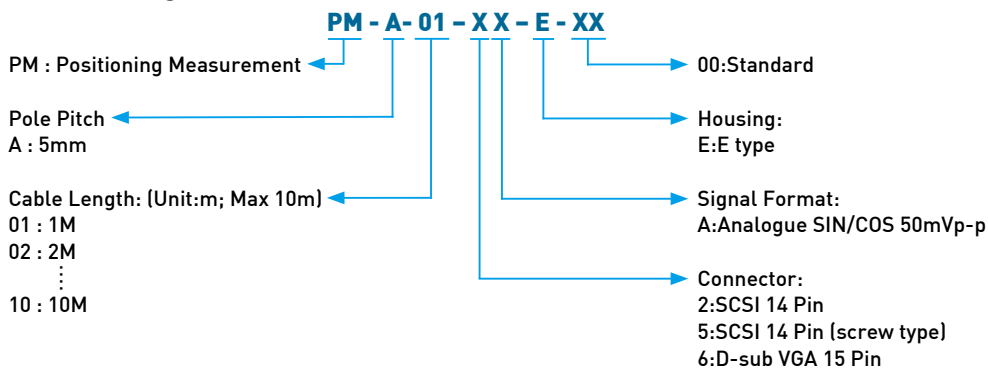 PM - A- 01 – X X – E - XX
PM : Positioning Measurement
00:Standard
Pole Pitch
A : 5mm
Housing:
E:E type
Cable Length: (Unit:m; Max 10m)
01 : 1M
02 : 2M
⋮
10 : 10M
Signal Format:
A:Analogue SIN/COS 50mVp-p
Connector:
2:SCSI 14 Pin
5:SCSI 14 Pin (screw type)
6:D-sub VGA 15 Pin